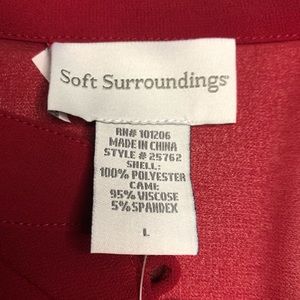 Soft Surroundings®
RN# 101206
MADE IN CHINA
STYLE # 25762
SHELL:
100% POLYESTER
CAMI:
95% VISCOSE
5% SPANDEX
L